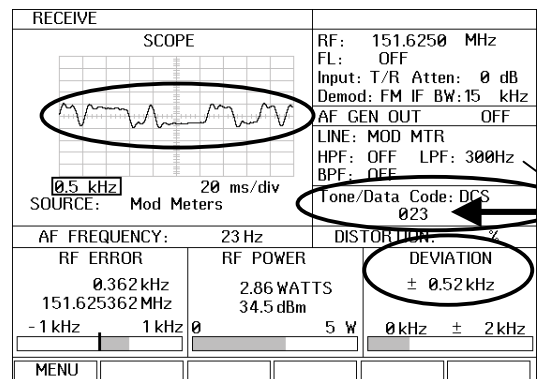 RECEIVE
SCOPE
0.5 kHz 20 ms/div
SOURCE: Mod Meters
RF: 151.6250 MHz
FL: OFF
Input: T/R Atten: 0 dB
Demod: FM IF BW:15 kHz
AF GEN OUT OFF
LINE: MOD MTR
HPF: OFF LPF: 300Hz
BPF: OFF
Tone/Data Code: DCS
023
AF FREQUENCY: 23 Hz
DISTORTION: %
RF ERROR
0.362 kHz
151.625362 MHz
-1 kHz 1 kHz
RF POWER
2.86 WATTS
34.5 dBm
0 5 W
DEVIATION
± 0.52 kHz
0 kHz ± 2 kHz
MENU